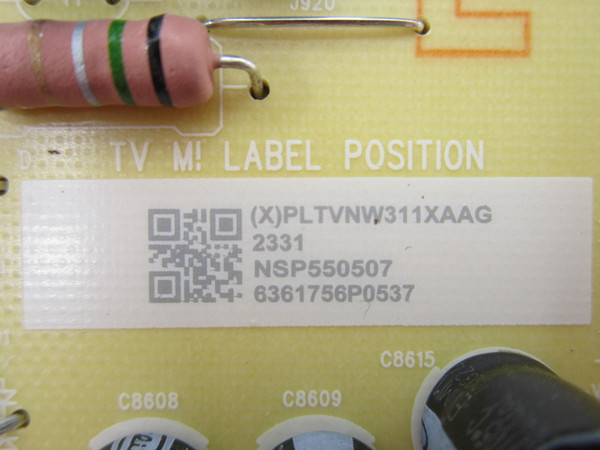 J920
TV M! LABEL POSITION
(X)PLTVNW311XAAG
2331
NSP550507
6361756P0537
C8615
C8608
C8609